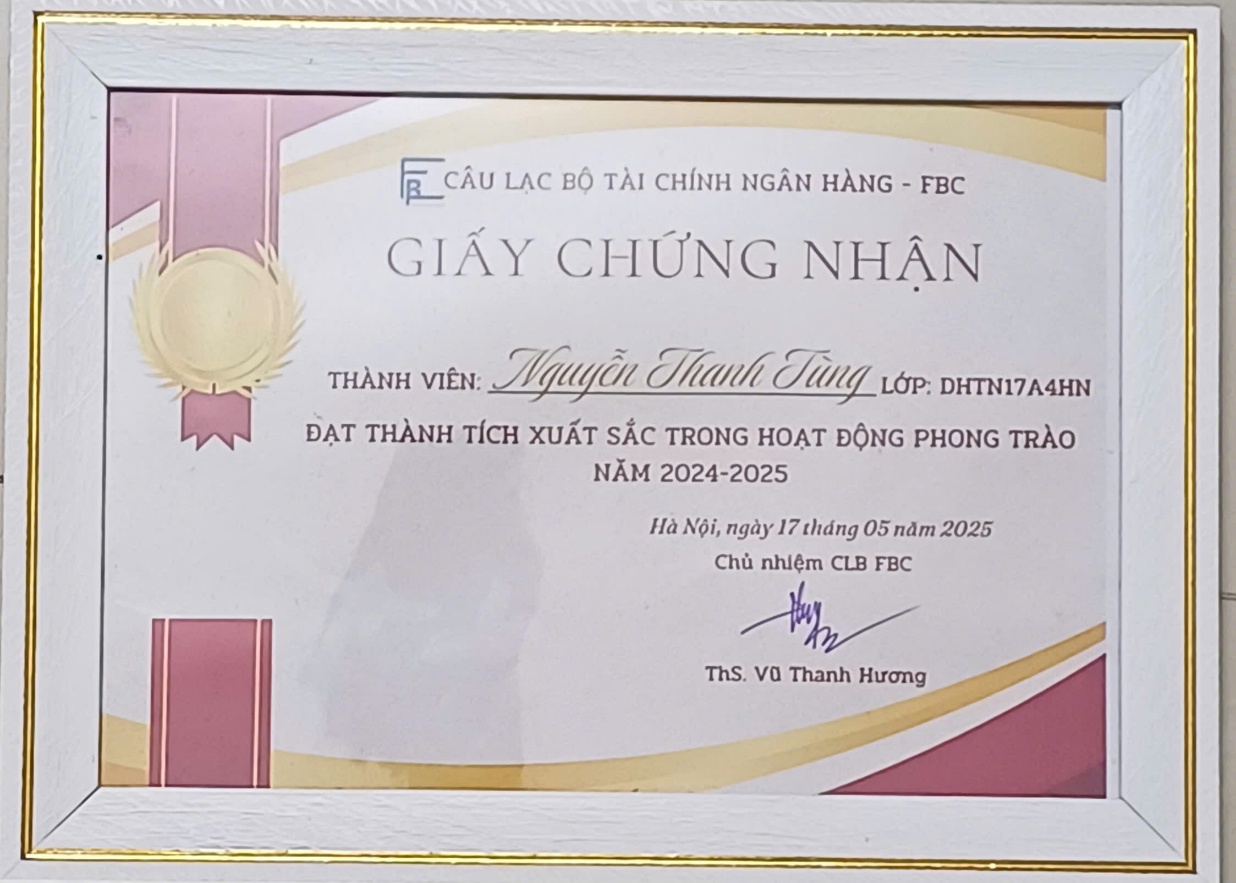 FB CÂU LẠC BỘ TÀI CHÍNH NGÂN HÀNG - FBC
GIẤY CHỨNG NHẬN
THÀNH VIÊN: Nguyễn Thanh Tùng LỚP: DHTN17A4HN
ĐẠT THÀNH TÍCH XUẤT SẮC TRONG HOẠT ĐỘNG PHONG TRÀO
NĂM 2024-2025
Hà Nội, ngày 17 tháng 05 năm 2025
Chủ nhiệm CLB FBC
ThS. Vũ Thanh Hương